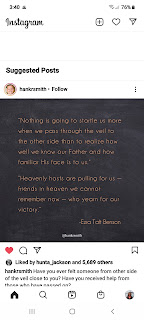 3:40
76%
Instagram
Suggested Posts
hankrsmith • Follow
"Nothing is going to startle us more
when we pass through the veil to
the other side than to realize how
well we know our Father and how
familiar His face is to us."
"Heavenly hosts are pulling for us —
friends in heaven we cannot
remember now — who yearn for our
victory."
- Ezra Taft Benson
@hankrsmith
Liked by hunta_jackson and 5,689 others
hankrsmith Have you ever felt someone from other
side of the veil close to you? Have you received help from
those who have passed on?